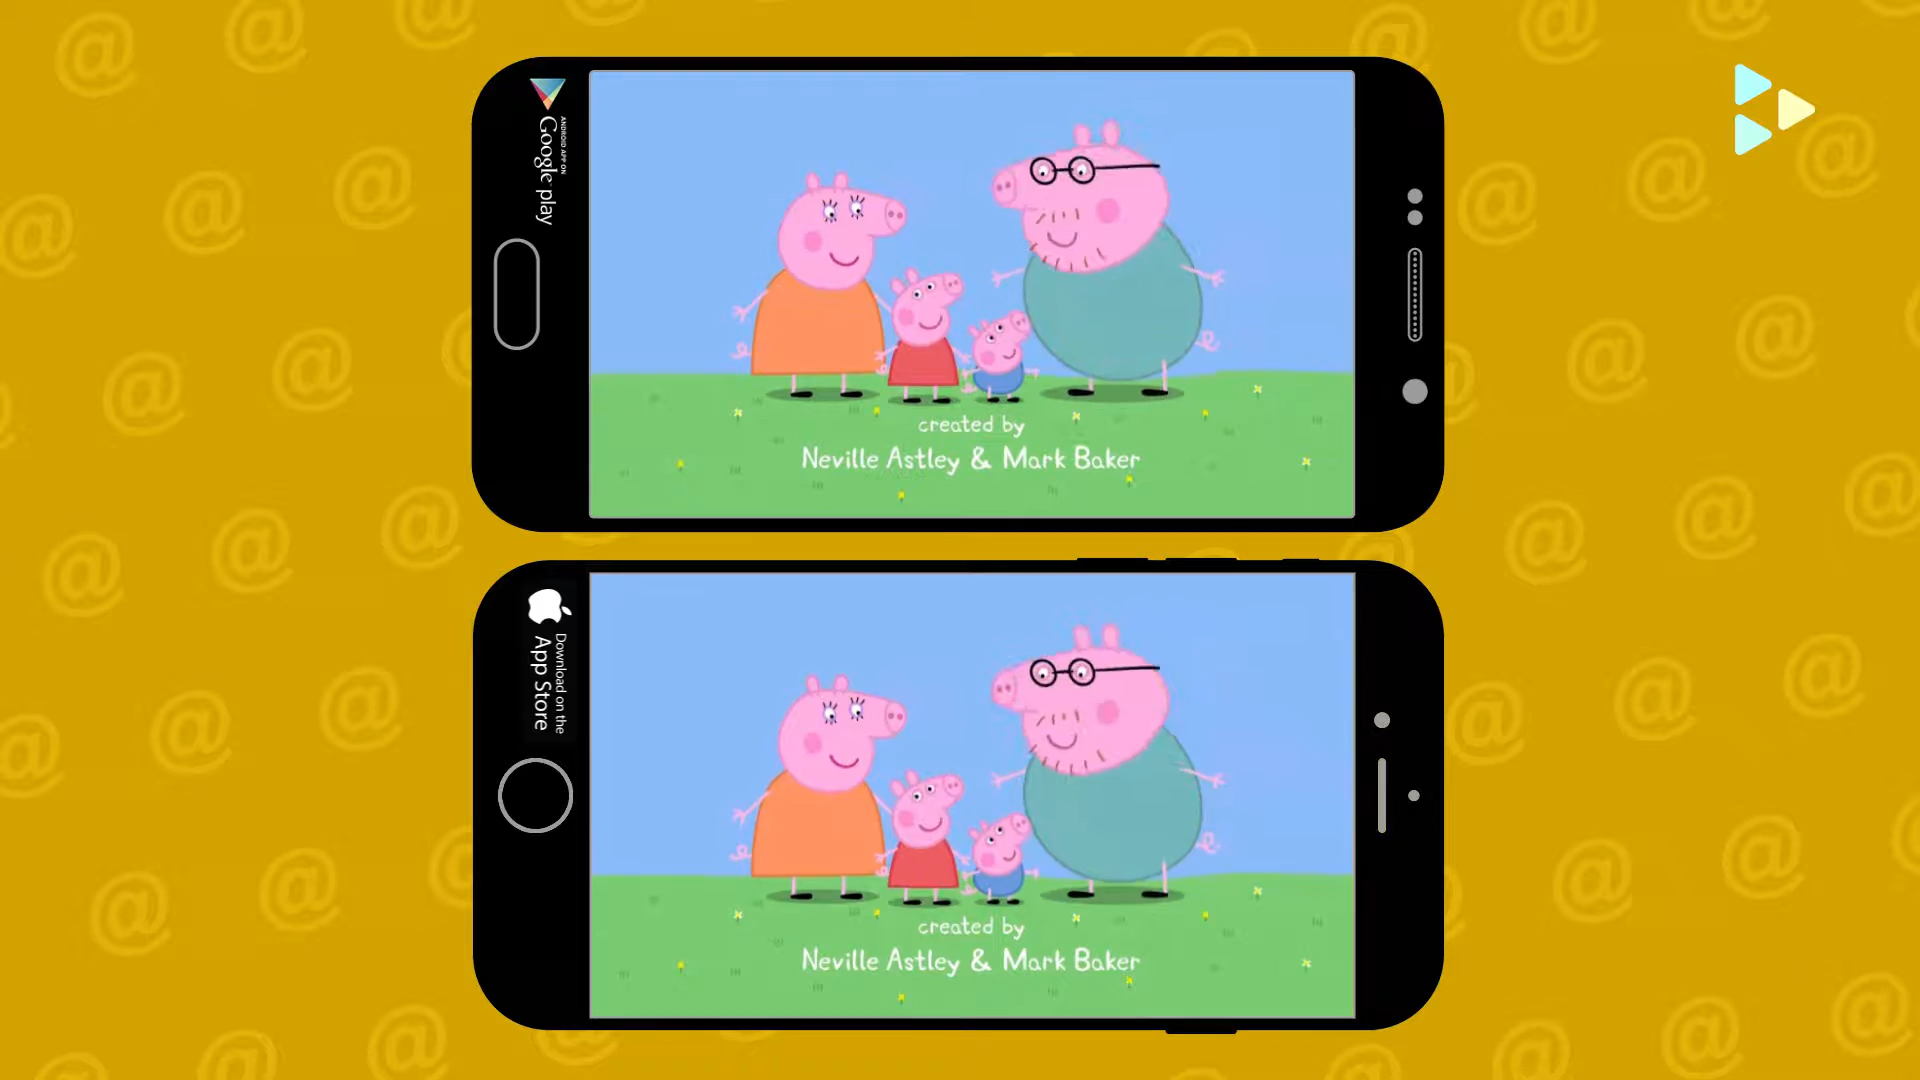 ANDROID APP ON
Google play
created by
Neville Astley & Mark Baker
Download on the
App Store
created by
Neville Astley & Mark Baker